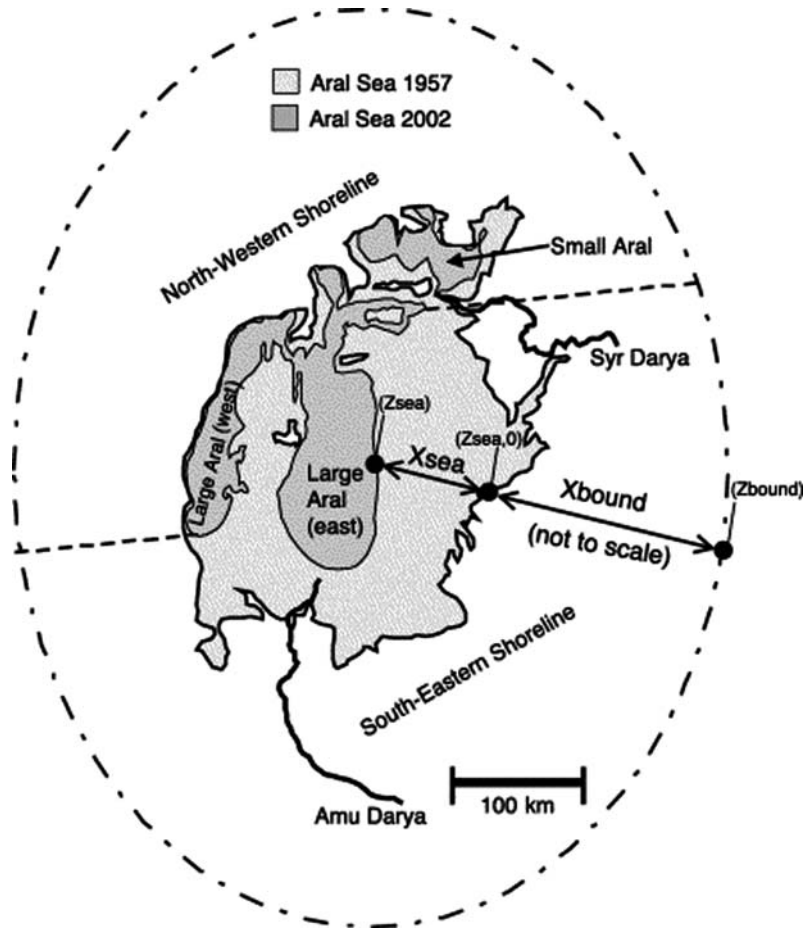 Aral Sea 1957
Aral Sea 2002
North-Western Shoreline
Small Aral
Syr Darya
(Zsea)
Large Aral (west)
(Zsea,0)
Xsea
Large
Aral
(east)
Xbound
(not to scale)
(Zbound)
South-Eastern Shoreline
Amu Darya
100 km